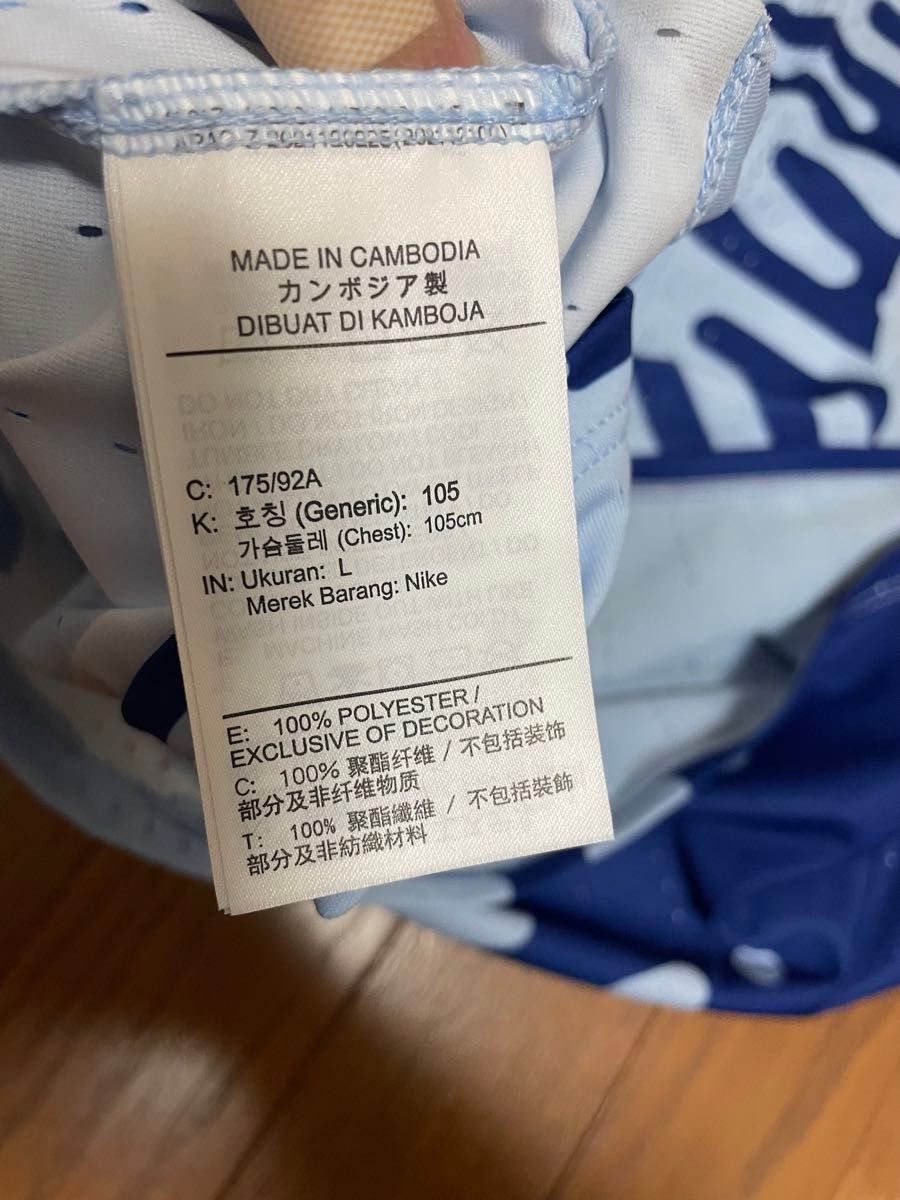 MADE IN CAMBODIA
カンボジア製
DIBUAT DI KAMBOJA
C: 175/92A
K: 호칭 (Generic): 105
가슴둘레 (Chest): 105cm
IN: Ukuran: L
Merek Barang: Nike
E: 100% POLYESTER /
EXCLUSIVE OF DECORATION
C: 100% 聚酯纤维 / 不包括装饰
部分及非纤维物质
T: 100% 聚酯纖維 / 不包括裝飾
部分及非紡織材料